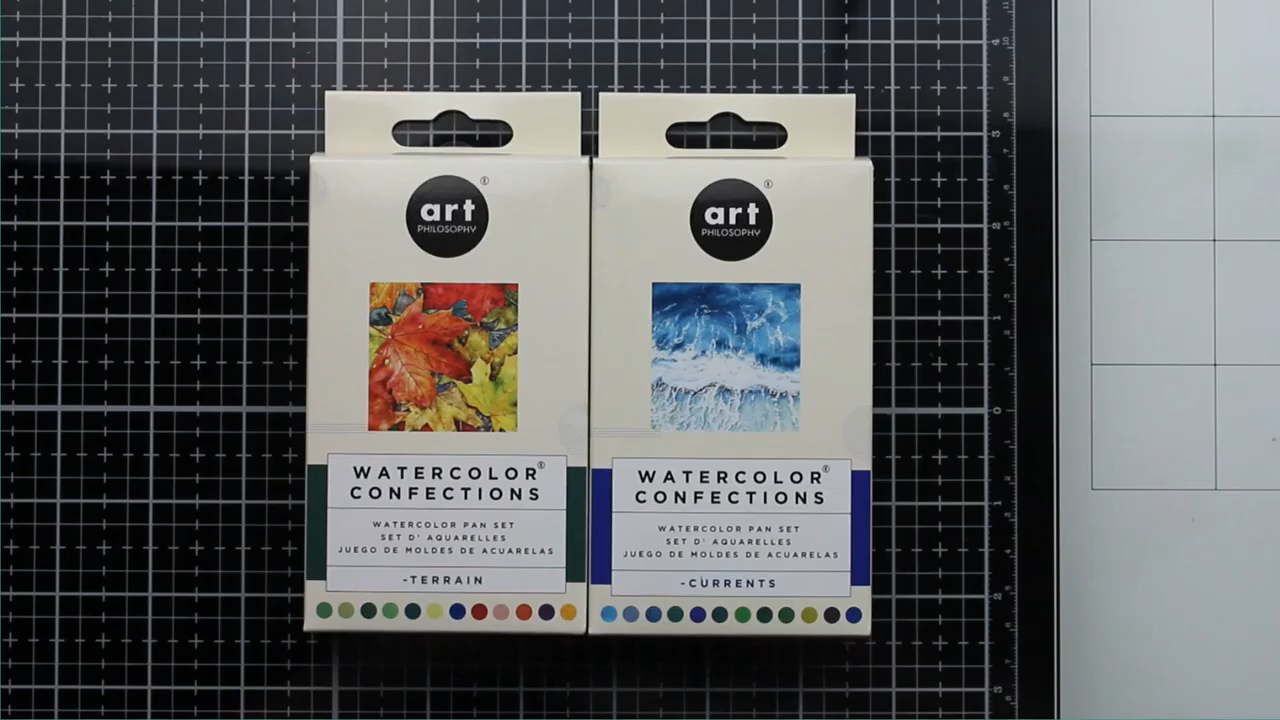 art
PHILOSOPHY
WATERCOLOR
CONFECTIONS
WATERCOLOR PAN SET
SET D' AQUARELLES
JUEGO DE MOLDES DE ACUARELAS
-TERRAIN
art
PHILOSOPHY
WATERCOLOR
CONFECTIONS
WATERCOLOR PAN SET
SET D' AQUARELLES
JUEGO DE MOLDES DE ACUARELAS
-CURRENTS